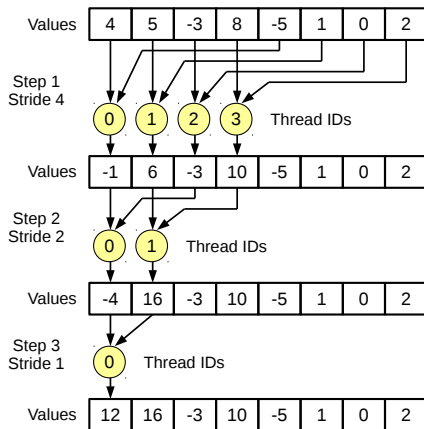 Values 4 5 -3 8 -5 1 0 2
Step 1
Stride 4
0 1 2 3 Thread IDs
Values -1 6 -3 10 -5 1 0 2
Step 2
Stride 2
0 1 Thread IDs
Values -4 16 -3 10 -5 1 0 2
Step 3
Stride 1
0 Thread IDs
Values 12 16 -3 10 -5 1 0 2